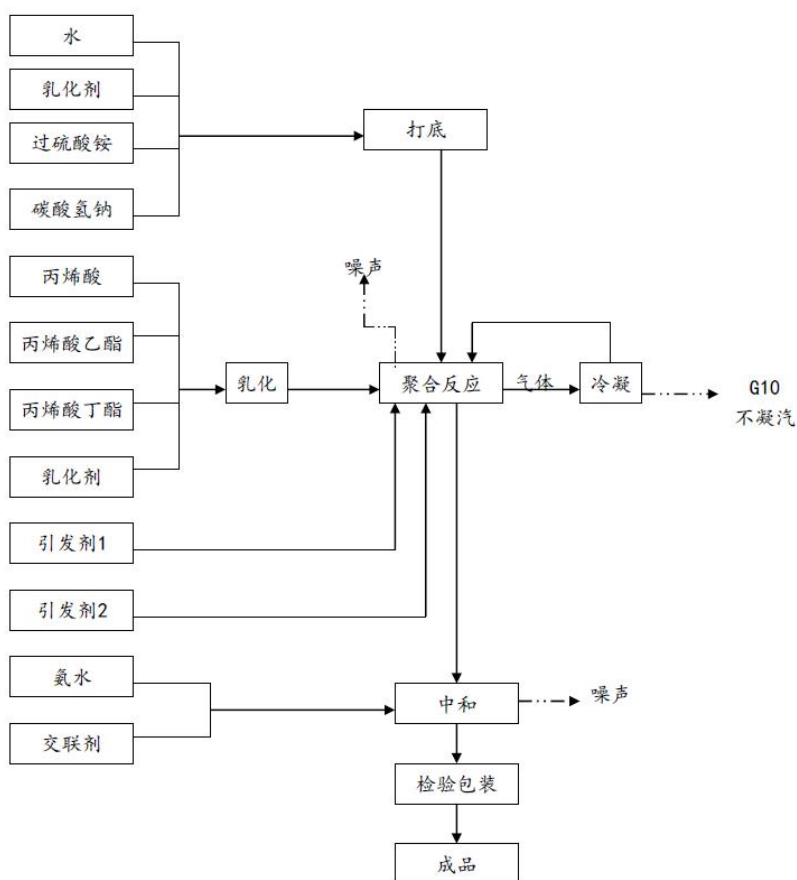 水
乳化剂
过硫酸铵
碳酸氢钠
打底
噪声
丙烯酸
丙烯酸乙酯
丙烯酸丁酯
乳化剂
乳化
聚合反应
气体
冷凝
G10
不凝汽
引发剂1
引发剂2
氨水
交联剂
中和
噪声
检验包装
成品